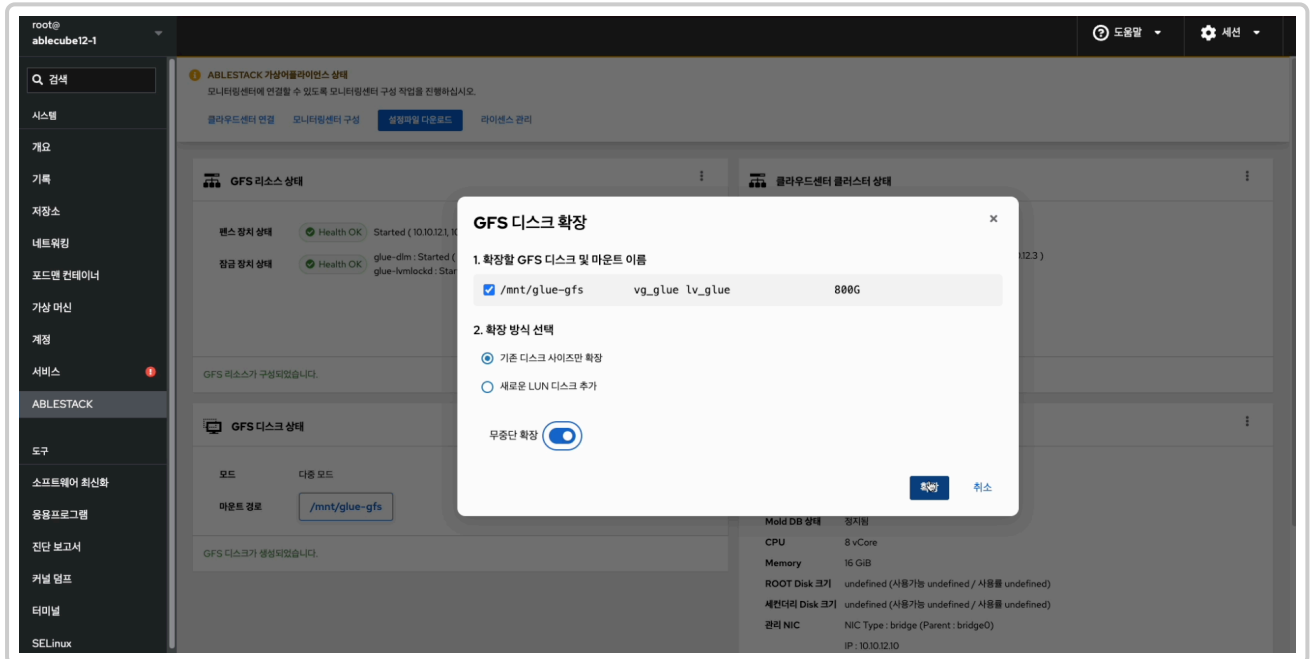 root@
ablecube12-1
도움말
세션
검색
시스템
개요
기록
저장소
네트워킹
포드맨 컨테이너
가상 머신
계정
서비스
ABLESTACK
도구
소프트웨어 최신화
응용프로그램
진단 보고서
커널 덤프
터미널
SELinux
ABLESTACK 가상어플라이언스 상태
모니터링센터에 연결할 수 있도록 모니터링센터 구성 작업을 진행하십시오.
클라우드센터 연결 모니터링센터 구성 설정파일 다운로드 라이센스 관리
GFS 리소스 상태
펜스 장치 상태 Health OK Started ( 10.10.12.1,
잠금 장치 상태 Health OK glue-dlm : Started (
glue-lvmlockd :
GFS 리소스가 구성되었습니다.
클라우드센터 클러스터 상태
12.3 )
GFS 디스크 상태
모드 다중 모드
마운트 경로 /mnt/glue-gfs
GFS 디스크가 생성되었습니다.
GFS 디스크 확장
1. 확장할 GFS 디스크 및 마운트 이름
/mnt/glue-gfs vg_glue lv_glue 800G
2. 확장 방식 선택
기존 디스크 사이즈만 확장
새로운 LUN 디스크 추가
무중단 확장
취소
Mold DB 상태 정지됨
CPU 8 vCore
Memory 16 GiB
ROOT Disk 크기 undefined (사용가능 undefined / 사용률 undefined)
세컨더리 Disk 크기 undefined (사용가능 undefined / 사용률 undefined)
관리 NIC NIC Type : bridge (Parent : bridge0)
IP : 10.10.12.10